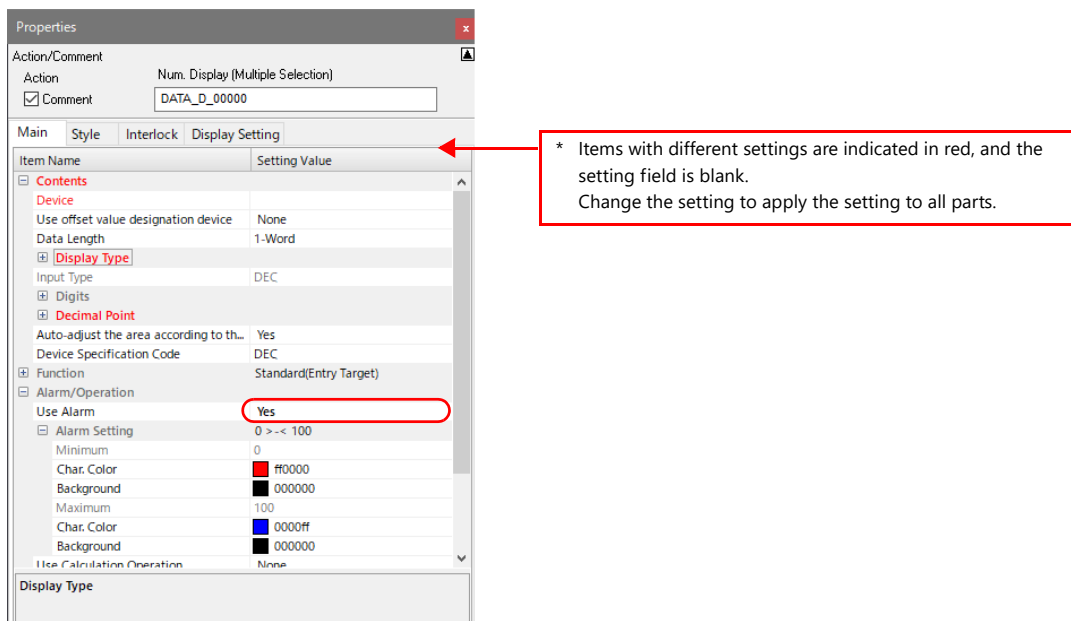 Properties
x
Action/Comment
Action
Num. Display (Multiple Selection)
Comment
DATA_D_00000
Main Style Interlock Display Setting
Item Name Setting Value
Contents
Device
Use offset value designation device None
Data Length 1-Word
Display Type
Input Type DEC
Digits
Decimal Point
Auto-adjust the area according to th... Yes
Device Specification Code DEC
Function Standard(Entry Target)
Alarm/Operation
Use Alarm Yes
Alarm Setting 0 >-< 100
Minimum 0
Char. Color ff0000
Background 000000
Maximum 100
Char. Color 0000ff
Background 000000
Use Calculation Operation None
Display Type
* Items with different settings are indicated in red, and the
setting field is blank.
Change the setting to apply the setting to all parts.